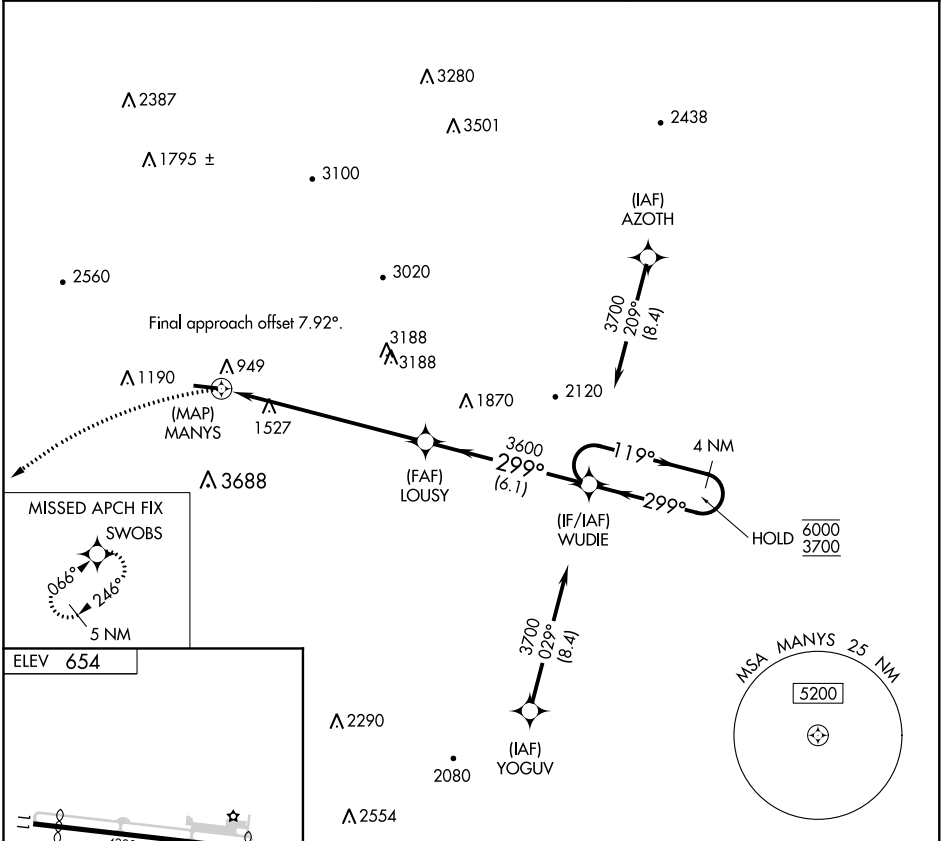 3280
2387
3501
2438
1795 ±
3100
(IAF)
AZOTH
2560
3020
3700
209°
(8.4)
Final approach offset 7.92°.
3188
3188
949
1190
2120
1870
(MAP)
MANYS
1527
3600
299°
(6.1)
119°
4 NM
(FAF)
LOUSY
299°
3688
(IF/IAF)
WUDIE
HOLD 6000
3700
MISSED APCH FIX
SWOBS
066°
246°
5 NM
3700
029°
(8.4)
MSA MANYS 25 NM
5200
ELEV 654
2290
(IAF)
YOGUV
2080
2554